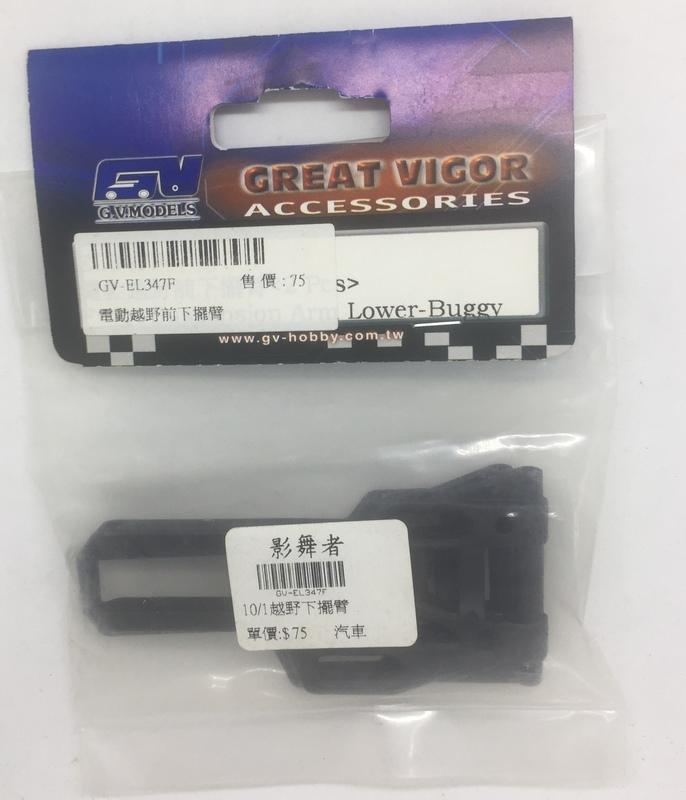 GV
G.V.MODELS
GREAT VIGOR
ACCESSORIES
GV-EL347F 售價:75
電動越野前下擺臂
s>
Lower-Buggy
www.gv-hobby.com.tw
影舞者
GV-EL347F
10/1越野下擺臂
單價:$75 汽車